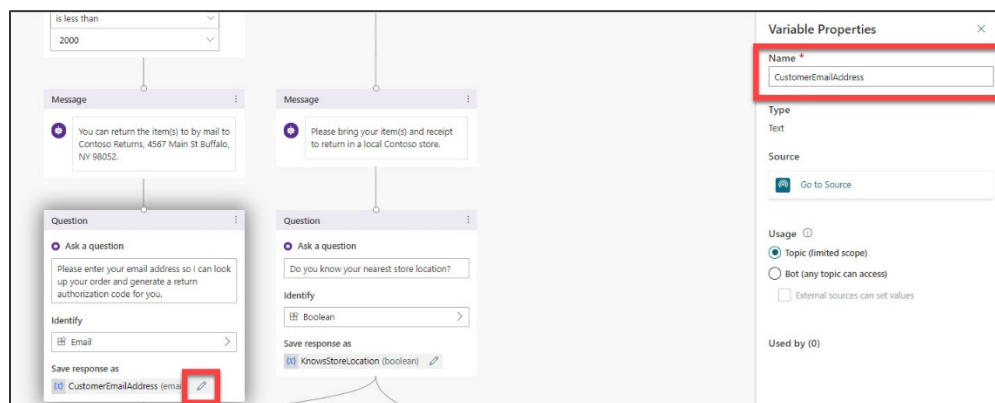 is less than
2000
Message
You can return the item(s) to by mail to
Contoso Returns, 4567 Main St Buffalo,
NY 98052.
Question
Ask a question
Please enter your email address so I can look
up your order and generate a return
authorization code for you.
Identify
Email
Save response as
{x} CustomerEmailAddress (emai
Message
Please bring your item(s) and receipt
to return in a local Contoso store.
Question
Ask a question
Do you know your nearest store location?
Identify
Boolean
Save response as
{x} KnowsStoreLocation (boolean)
Variable Properties
Name *
CustomerEmailAddress
Type
Text
Source
Go to Source
Usage
Topic (limited scope)
Bot (any topic can access)
External sources can set values
Used by (0)